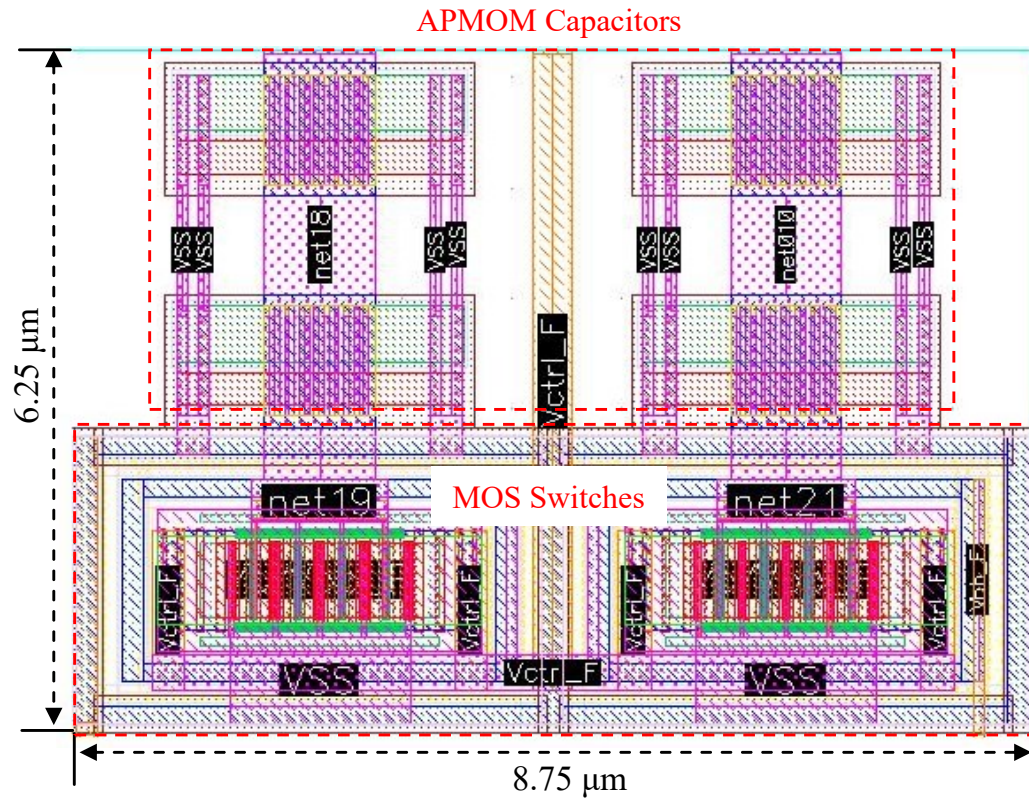 APMOM Capacitors
6.25 μm
VSS
VSS
net18
VSS
VSS
Vctrl_F
VSS
VSS
net010
VSS
VSS
MOS Switches
net19
net21
Vctrl_F
Vctrl_F
Vctrl_F
Vctrl_F
VSS
Vctrl_F
VSS
8.75 μm